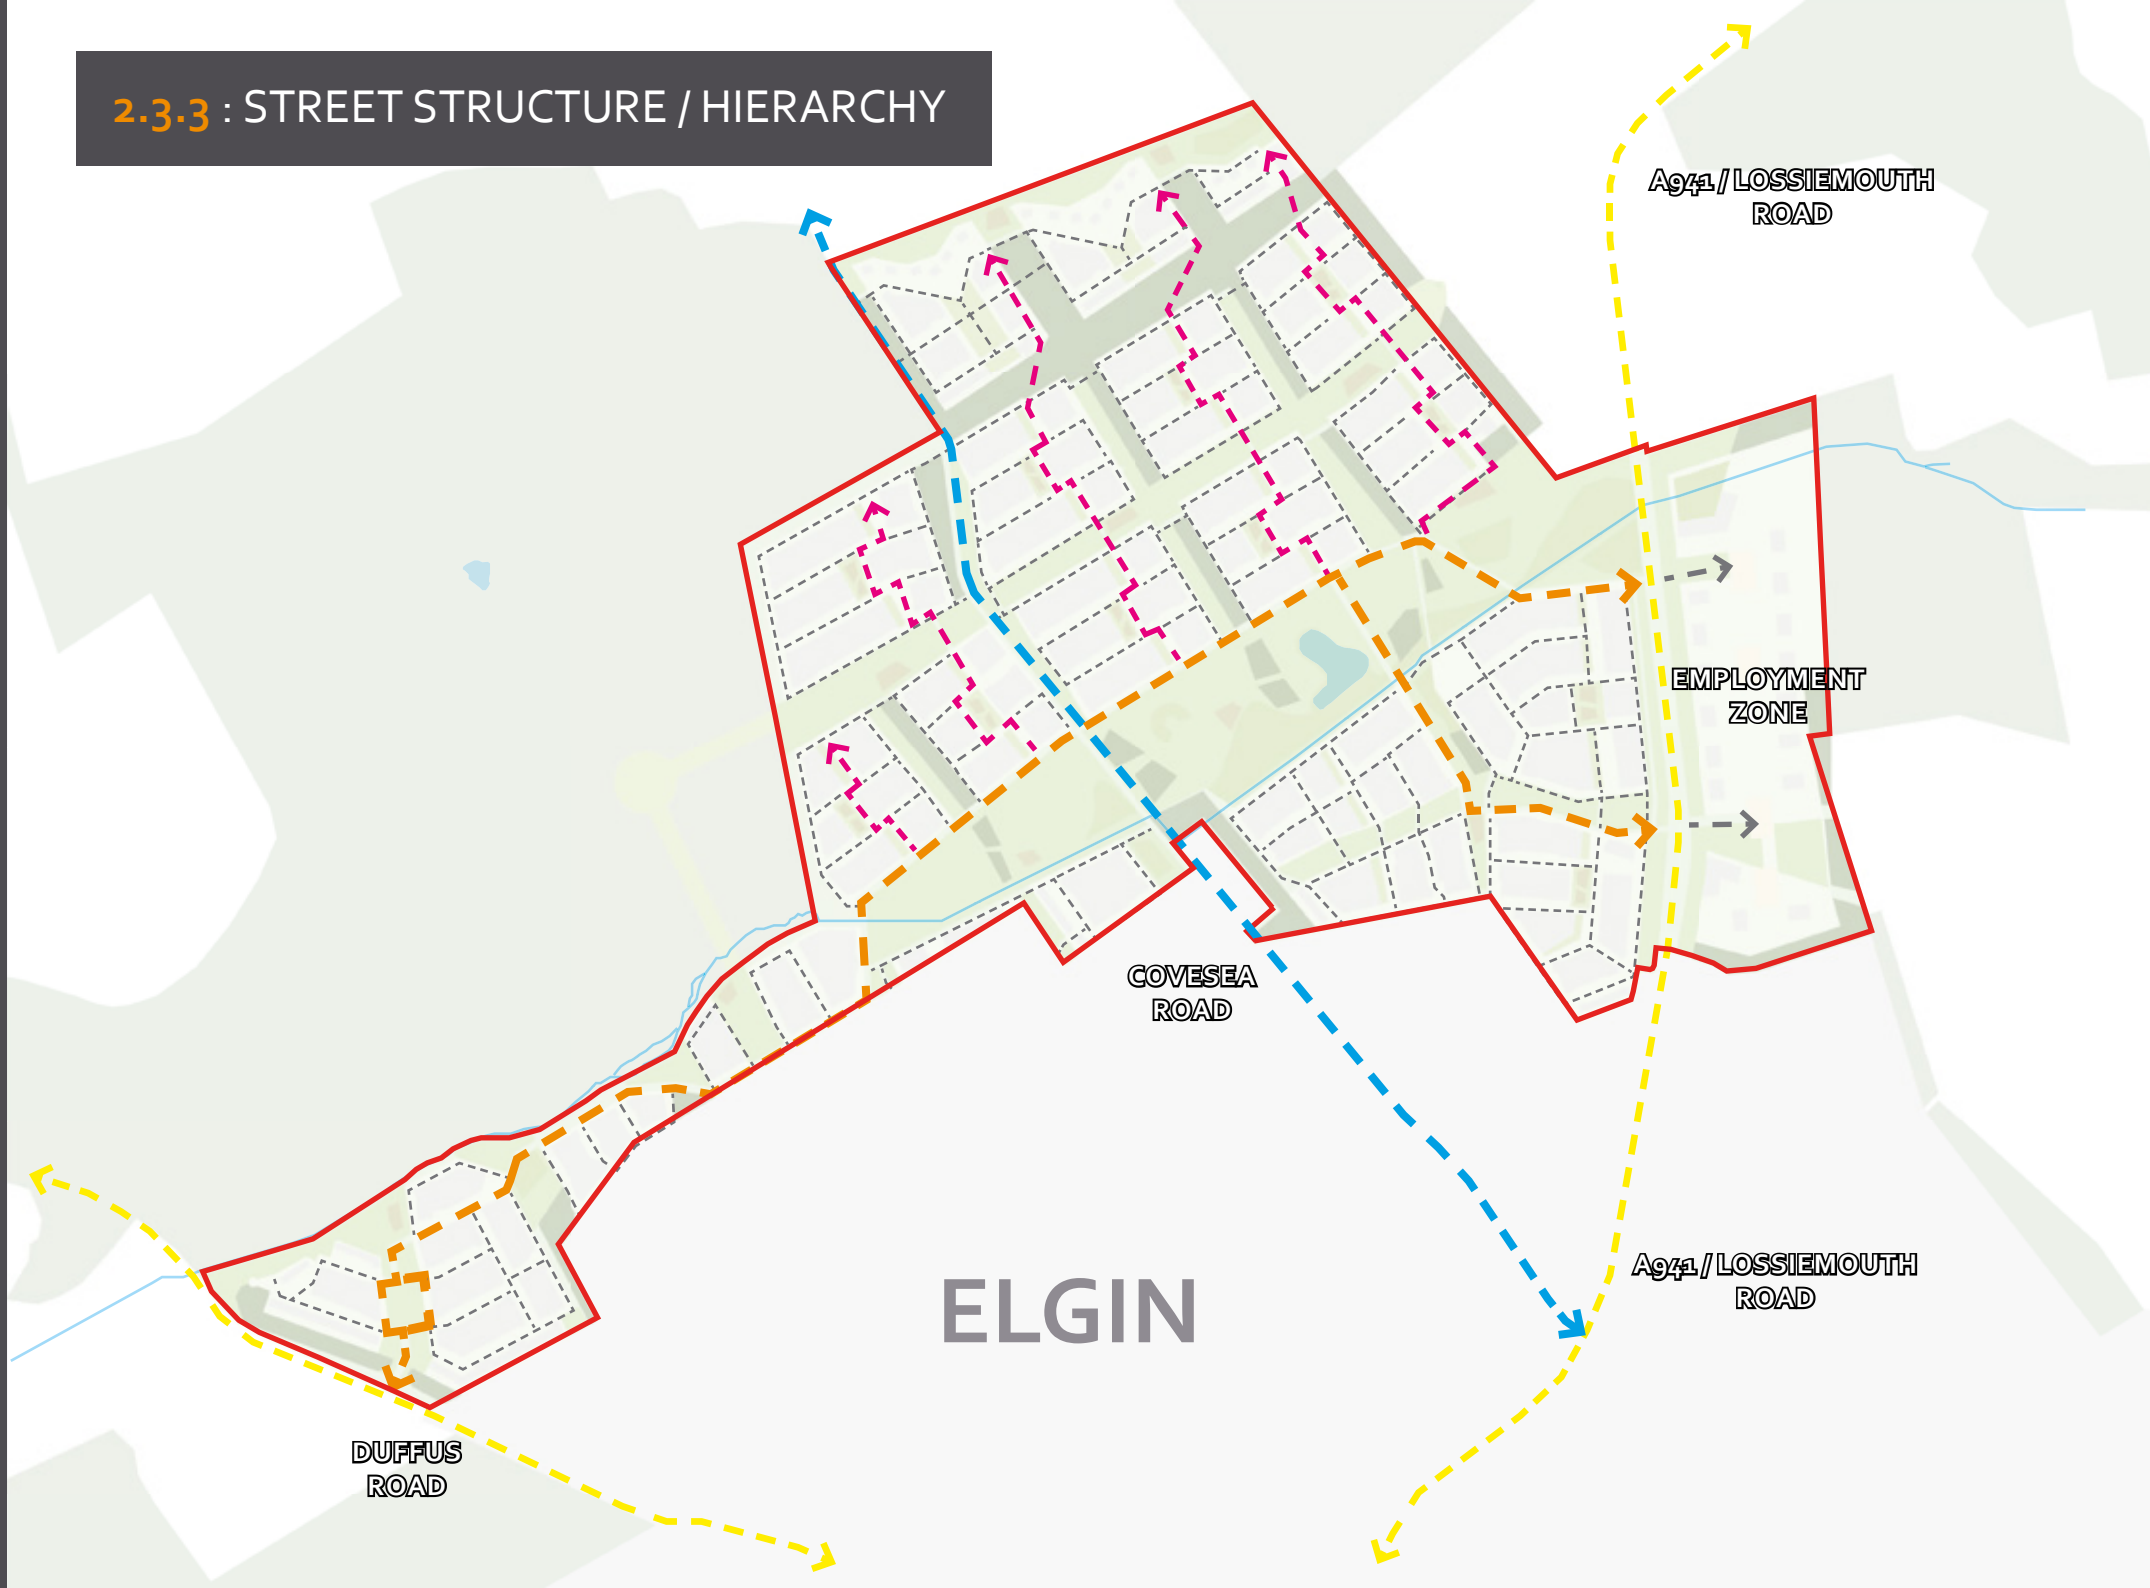 2.3.3 : STREET STRUCTURE / HIERARCHY
A941 / LOSSIEMOUTH
ROAD
EMPLOYMENT
ZONE
COVESEA
ROAD
A941 / LOSSIEMOUTH
ROAD
ELGIN
DUFFUS
ROAD